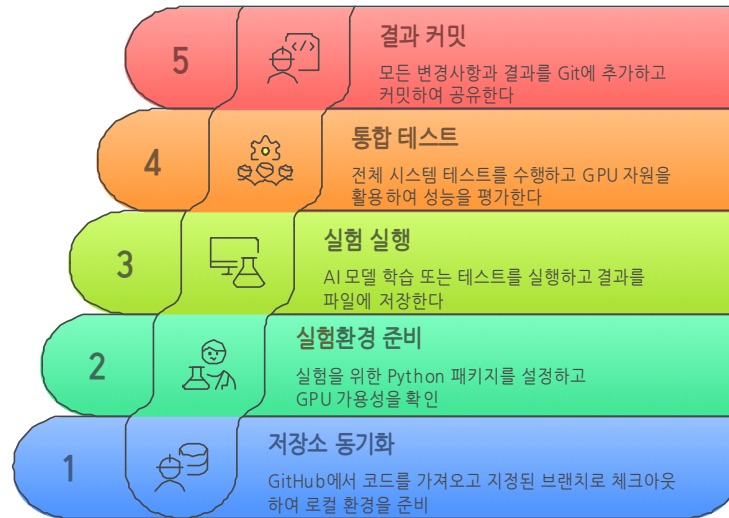 5
결과 커밋
모든 변경사항과 결과를 Git에 추가하고
커밋하여 공유한다
4
통합 테스트
전체 시스템 테스트를 수행하고 GPU 자원을
활용하여 성능을 평가한다
3
실험 실행
AI 모델 학습 또는 테스트를 실행하고 결과를
파일에 저장한다
2
실험환경 준비
실험을 위한 Python 패키지를 설정하고
GPU 가용성을 확인
1
저장소 동기화
GitHub에서 코드를 가져오고 지정된 브랜치로 체크아웃
하여 로컬 환경을 준비